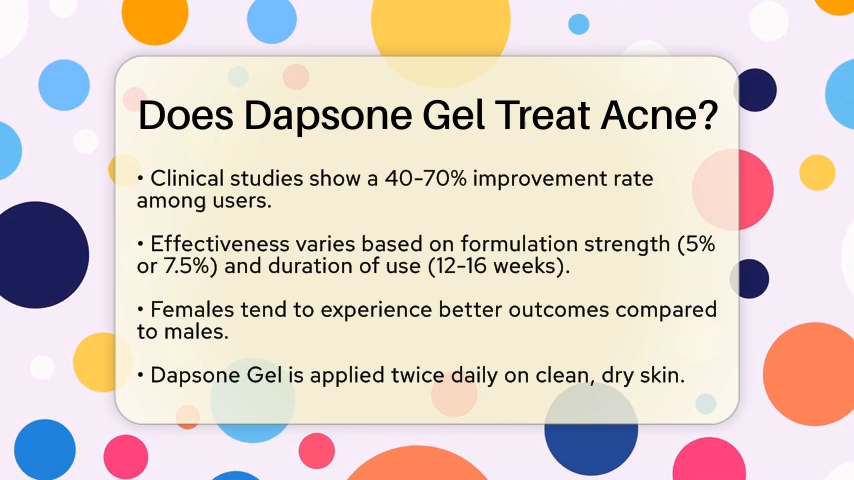 Does Dapsone Gel Treat Acne?
• Clinical studies show a 40–70% improvement rate
among users.
• Effectiveness varies based on formulation strength (5%
or 7.5%) and duration of use (12–16 weeks).
• Females tend to experience better outcomes compared
to males.
• Dapsone Gel is applied twice daily on clean, dry skin.